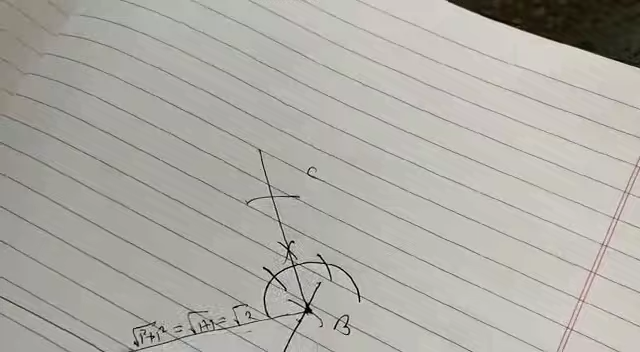 C
√1²+1² = √1+1 = √2
B